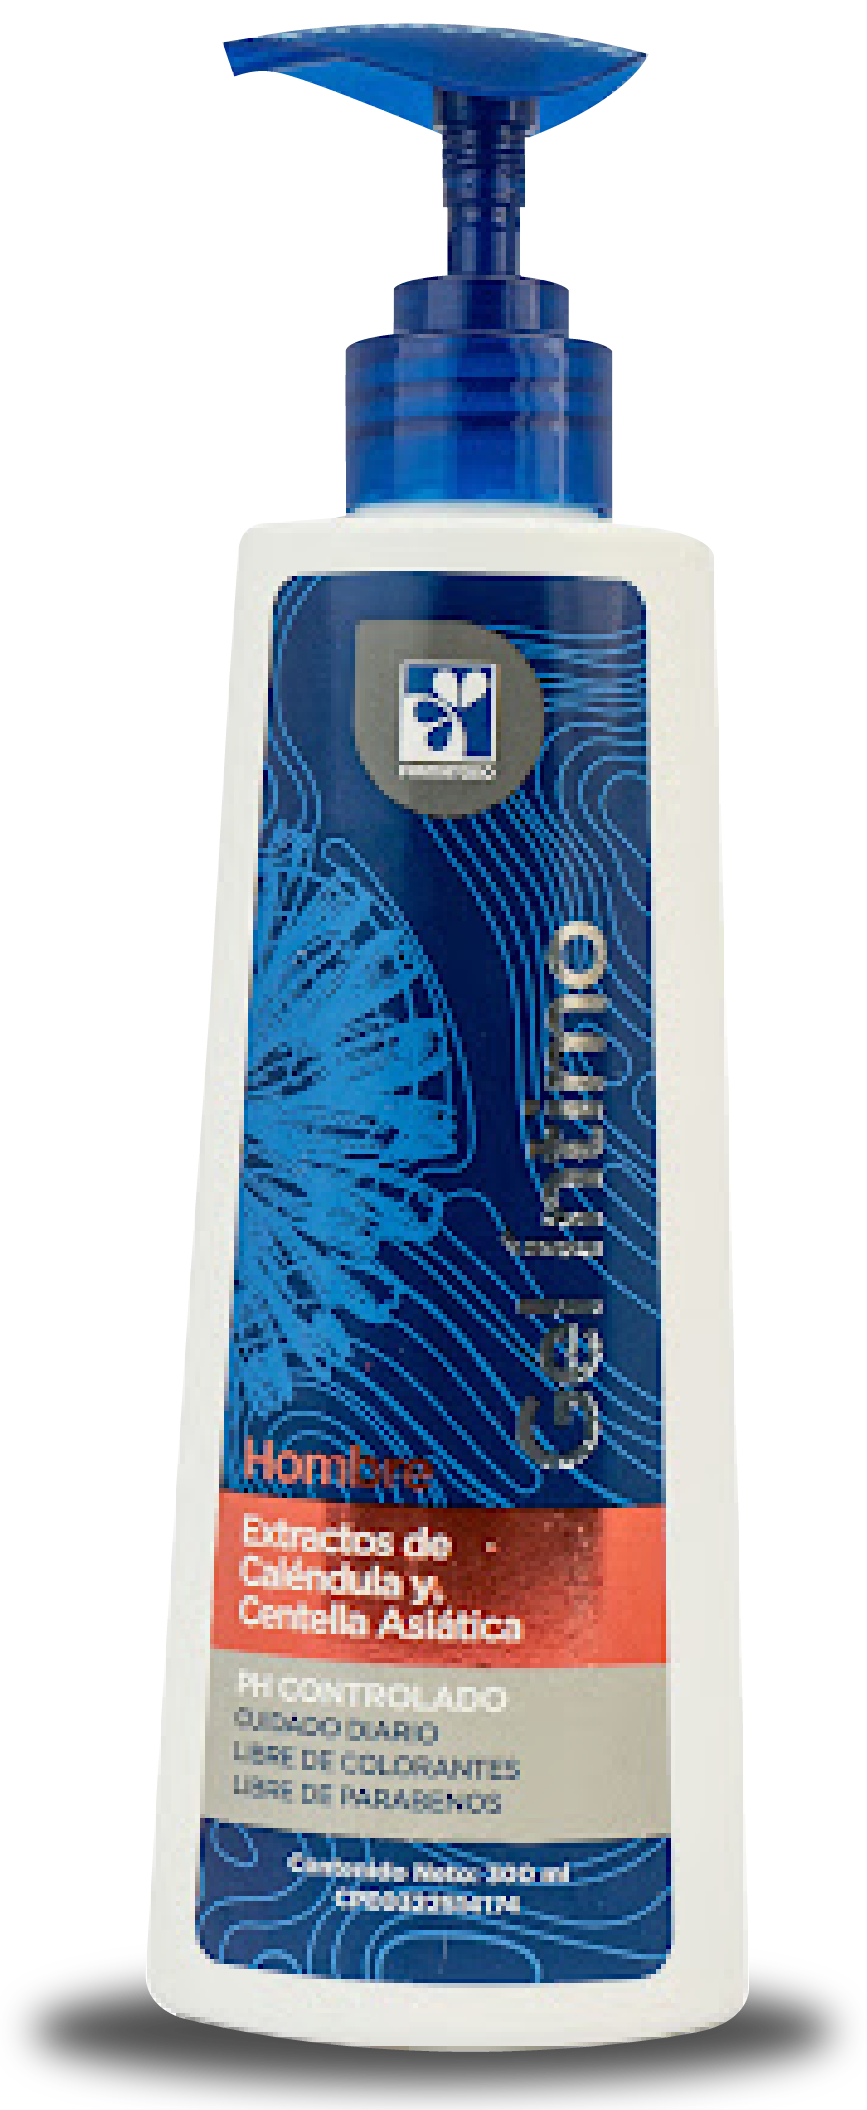 Gel Íntimo
Hombre
Extractos de
Caléndula y,
Centella Asiática
PH CONTROLADO
CUIDADO DIARIO
LIBRE DE COLORANTES
LIBRE DE PARABENOS
Contenido Neto: 300 ml